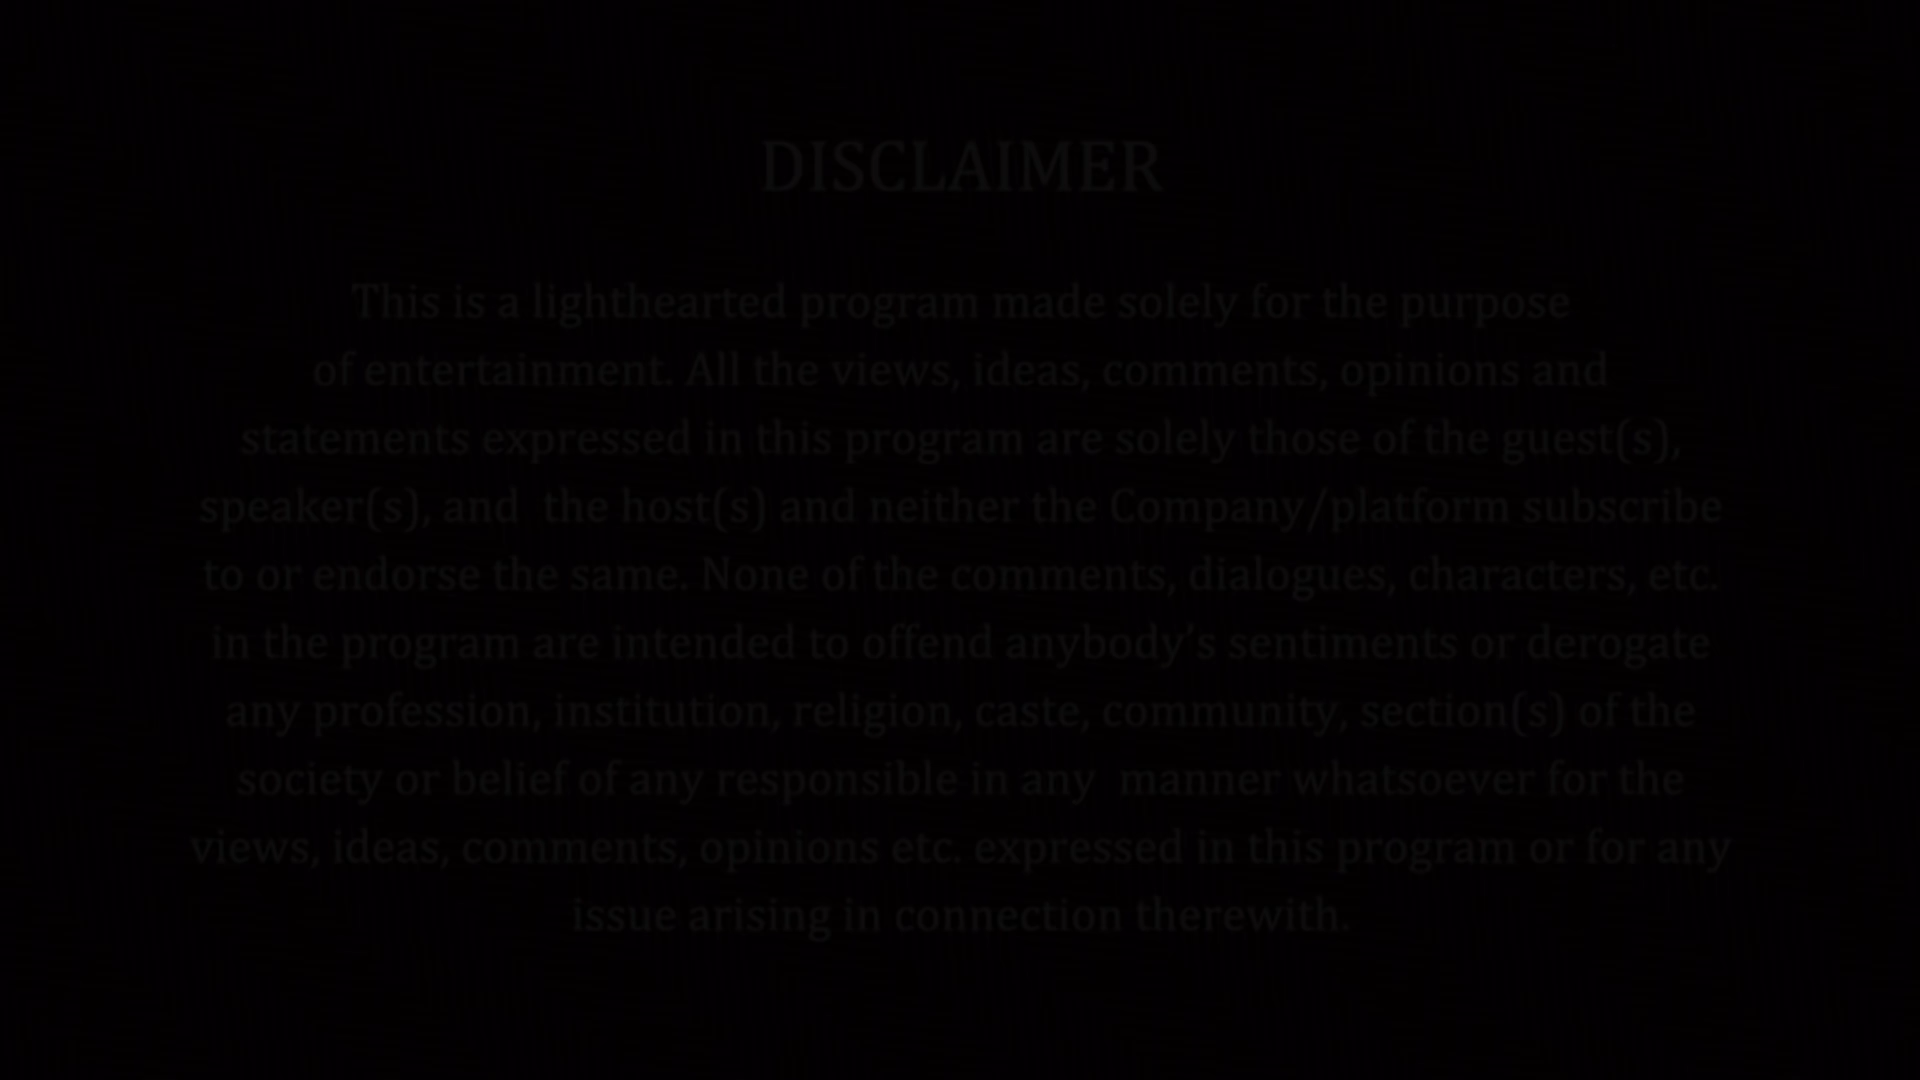 DISCLAIMER
This is a lighthearted program made solely for the purpose
of entertainment. All the views, ideas, comments, opinions and
statements expressed in this program are solely those of the guest(s),
speaker(s), and  the host(s) and neither the Company/platform subscribe
to or endorse the same. None of the comments, dialogues, characters, etc.
in the program are intended to offend anybody’s sentiments or derogate
any profession, institution, religion, caste, community, section(s) of the
society or belief of any responsible in any  manner whatsoever for the
views, ideas, comments, opinions etc. expressed in this program or for any
issue arising in connection therewith.